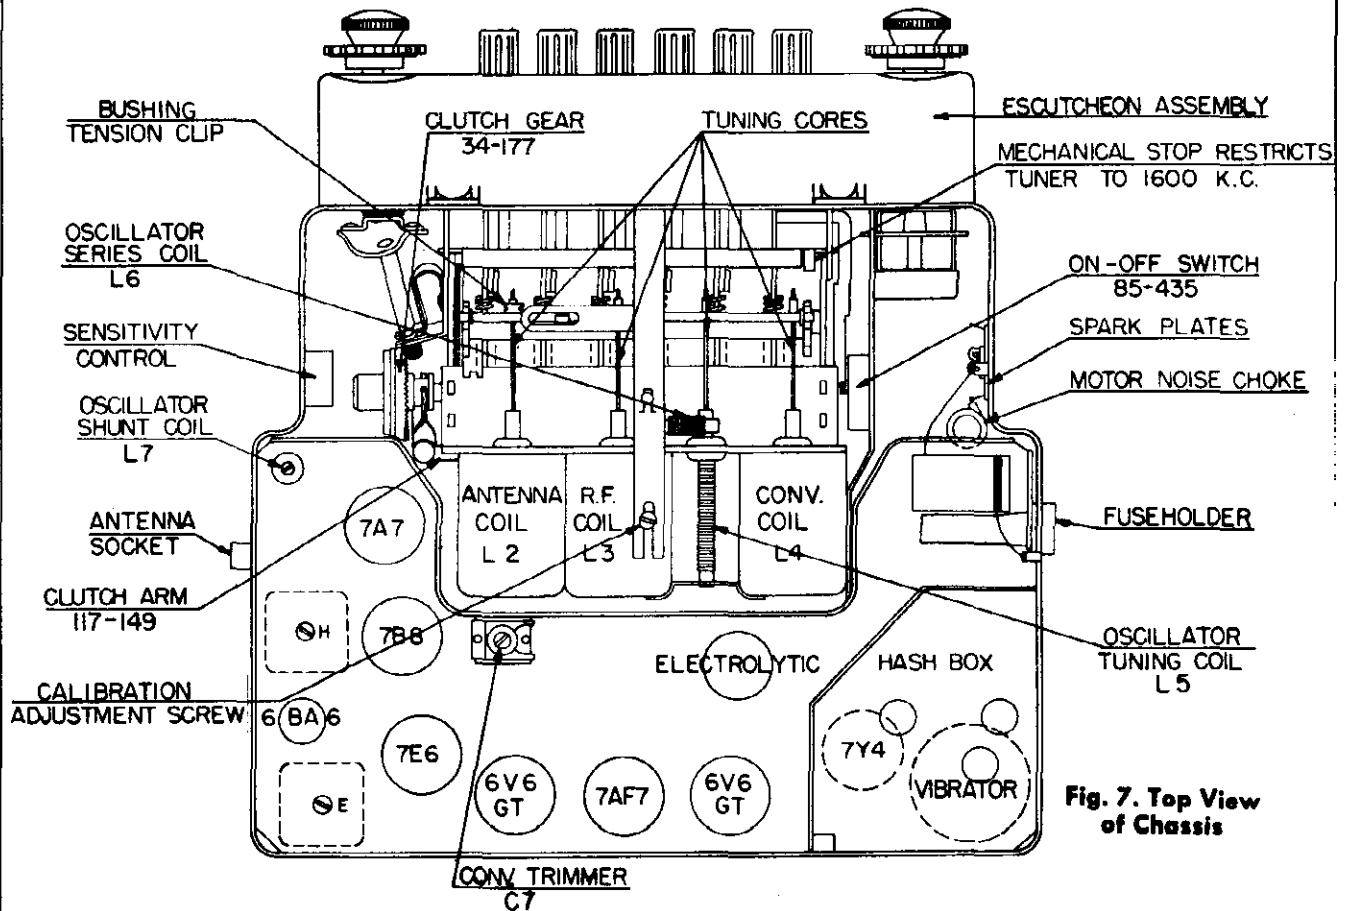 BUSHING
TENSION CLIP
CLUTCH GEAR
34-177
TUNING CORES
ESCUTCHEON ASSEMBLY
MECHANICAL STOP RESTRICTS
TUNER TO 1600 K.C.
OSCILLATOR
SERIES COIL
L6
ON-OFF SWITCH
85-435
SENSITIVITY
CONTROL
SPARK PLATES
MOTOR NOISE CHOKE
OSCILLATOR
SHUNT COIL
L7
ANTENNA
COIL
L 2
R.F.
COIL
L3
CONV.
COIL
L4
7A7
ANTENNA
SOCKET
FUSEHOLDER
CLUTCH ARM
117-149
H
7B8
ELECTROLYTIC
HASH BOX
OSCILLATOR
TUNING COIL
L5
CALIBRATION
ADJUSTMENT SCREW
6 BA 6
7E6
7Y4
6V6
GT
7AF7
6V6
GT
VIBRATOR
E
Fig. 7. Top View
of Chassis
CONV. TRIMMER
C7